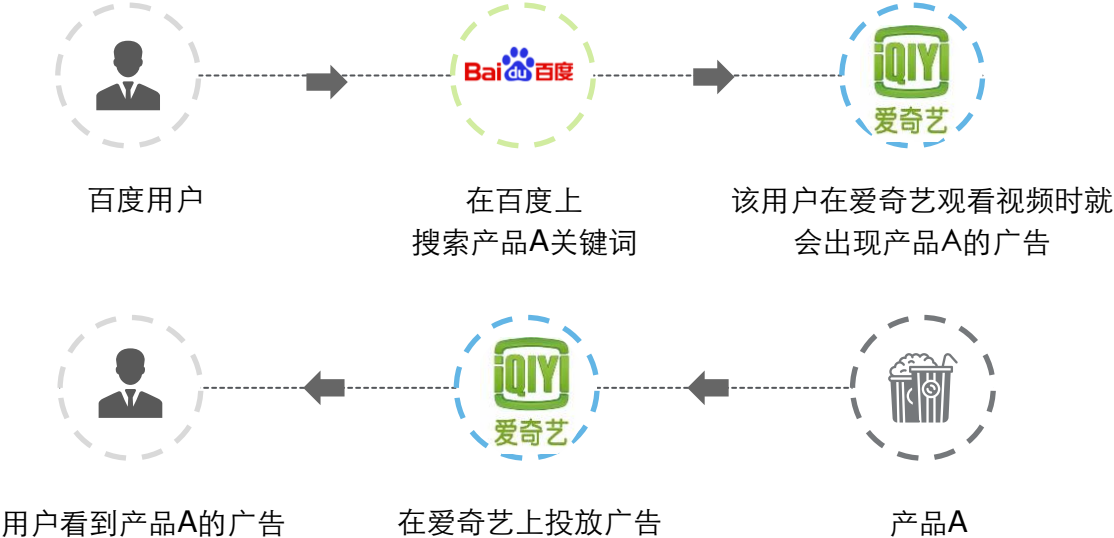 Bai du 百度
iQIYI
爱奇艺
百度用户
在百度上
搜索产品A关键词
该用户在爱奇艺观看视频时就
会出现产品A的广告
iQIYI
爱奇艺
用户看到产品A的广告
在爱奇艺上投放广告
产品A